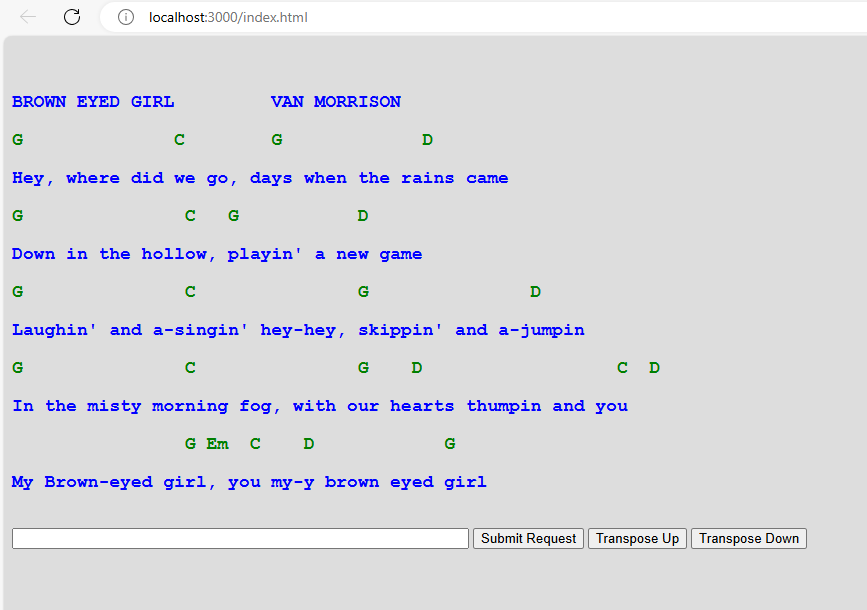 localhost:3000/index.html
BROWN EYED GIRL         VAN MORRISON
G              C        G             D
Hey, where did we go, days when the rains came
G               C   G           D
Down in the hollow, playin' a new game
G               C               G               D
Laughin' and a-singin' hey-hey, skippin' and a-jumpin
G               C               G    D                  C  D
In the misty morning fog, with our hearts thumpin and you
                G Em  C    D            G
My Brown-eyed girl, you my-y brown eyed girl
Submit Request Transpose Up Transpose Down